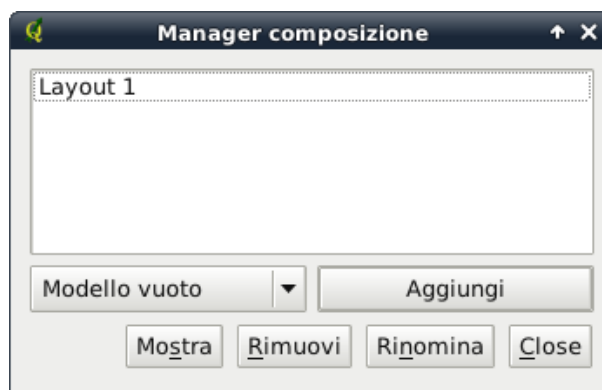 Manager composizione
Layout 1
Modello vuoto
Aggiungi
Mostra
Rimuovi
Rinomina
Close